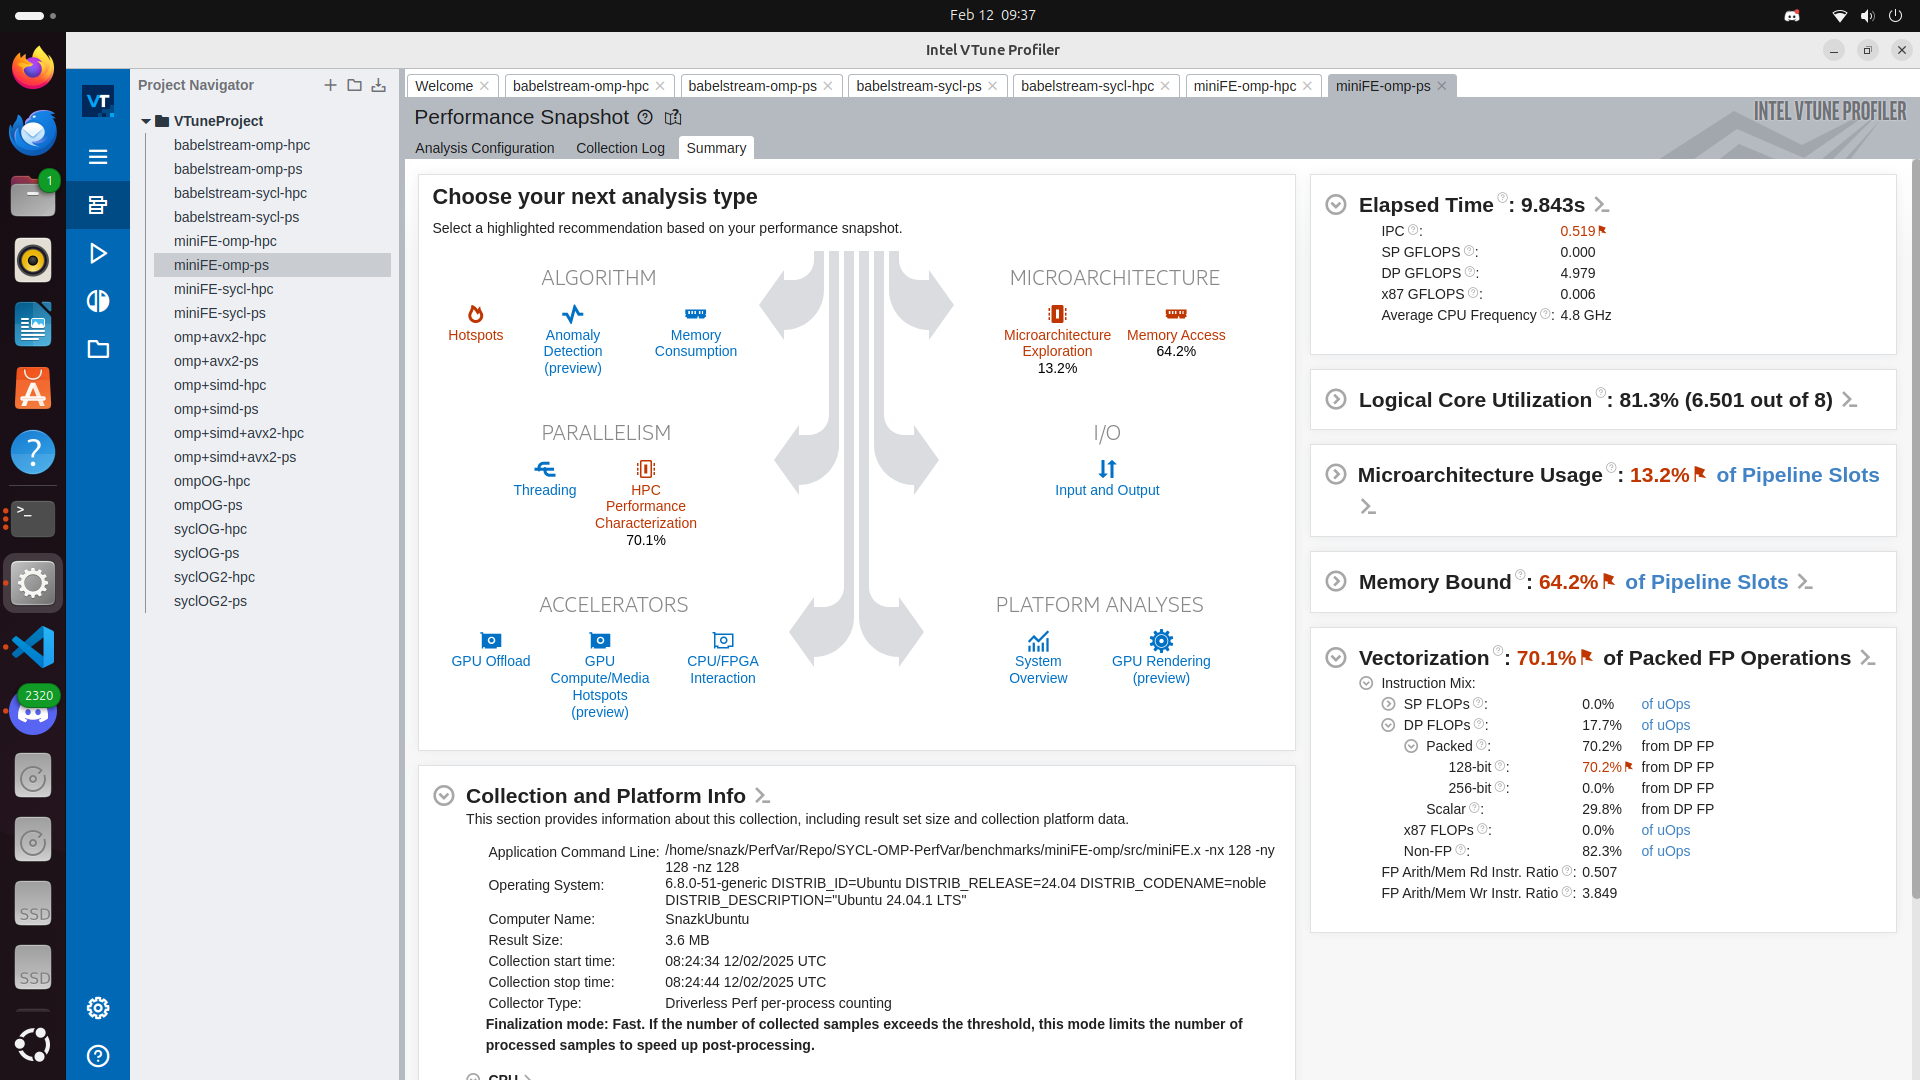 Feb 12 09:37
Intel VTune Profiler
VT
Project Navigator
VTuneProject
babelstream-omp-hpc
babelstream-omp-ps
babelstream-sycl-hpc
babelstream-sycl-ps
miniFE-omp-hpc
miniFE-omp-ps
miniFE-sycl-hpc
miniFE-sycl-ps
omp+avx2-hpc
omp+avx2-ps
omp+simd-hpc
omp+simd-ps
omp+simd+avx2-hpc
omp+simd+avx2-ps
ompOG-hpc
ompOG-ps
syclOG-hpc
syclOG-ps
syclOG2-hpc
syclOG2-ps
1
2320
SSD
SSD
Welcome
babelstream-omp-hpc
babelstream-omp-ps
babelstream-sycl-ps
babelstream-sycl-hpc
miniFE-omp-hpc
miniFE-omp-ps
Performance Snapshot
INTEL VTUNE PROFILER
Analysis Configuration
Collection Log
Summary
Choose your next analysis type
Select a highlighted recommendation based on your performance snapshot.
ALGORITHM
Hotspots
Anomaly
Detection
(preview)
Memory
Consumption
MICROARCHITECTURE
Microarchitecture
Exploration
13.2%
Memory Access
64.2%
PARALLELISM
Threading
HPC
Performance
Characterization
70.1%
I/O
Input and Output
ACCELERATORS
GPU Offload
GPU
Compute/Media
Hotspots
(preview)
CPU/FPGA
Interaction
PLATFORM ANALYSES
System
Overview
GPU Rendering
(preview)
Collection and Platform Info
This section provides information about this collection, including result set size and collection platform data.
Application Command Line: /home/snazk/PerfVar/Repo/SYCL-OMP-PerfVar/benchmarks/miniFE-omp/src/miniFE.x -nx 128 -ny
128 -nz 128
Operating System: 6.8.0-51-generic DISTRIB_ID=Ubuntu DISTRIB_RELEASE=24.04 DISTRIB_CODENAME=noble
DISTRIB_DESCRIPTION="Ubuntu 24.04.1 LTS"
Computer Name: SnazkUbuntu
Result Size: 3.6 MB
Collection start time: 08:24:34 12/02/2025 UTC
Collection stop time: 08:24:44 12/02/2025 UTC
Collector Type: Driverless Perf per-process counting
Finalization mode: Fast. If the number of collected samples exceeds the threshold, this mode limits the number of
processed samples to speed up post-processing.
CPU
Elapsed Time: 9.843s
IPC: 0.519
SP GFLOPS: 0.000
DP GFLOPS: 4.979
x87 GFLOPS: 0.006
Average CPU Frequency: 4.8 GHz
Logical Core Utilization: 81.3% (6.501 out of 8)
Microarchitecture Usage: 13.2% of Pipeline Slots
Memory Bound: 64.2% of Pipeline Slots
Vectorization: 70.1% of Packed FP Operations
Instruction Mix:
SP FLOPs: 0.0% of uOps
DP FLOPs: 17.7% of uOps
Packed: 70.2% from DP FP
128-bit: 70.2% from DP FP
256-bit: 0.0% from DP FP
Scalar: 29.8% from DP FP
x87 FLOPs: 0.0% of uOps
Non-FP: 82.3% of uOps
FP Arith/Mem Rd Instr. Ratio: 0.507
FP Arith/Mem Wr Instr. Ratio: 3.849